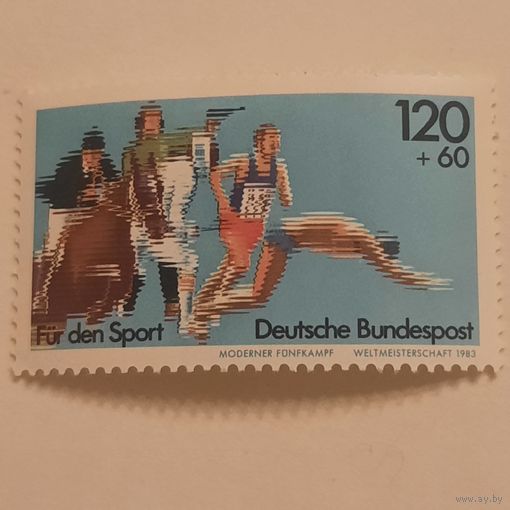 120
+ 60
Für den Sport
Deutsche Bundespost
MODERNER FÜNFKAMPF WELTMEISTERSCHAFT 1983
www.ay.by